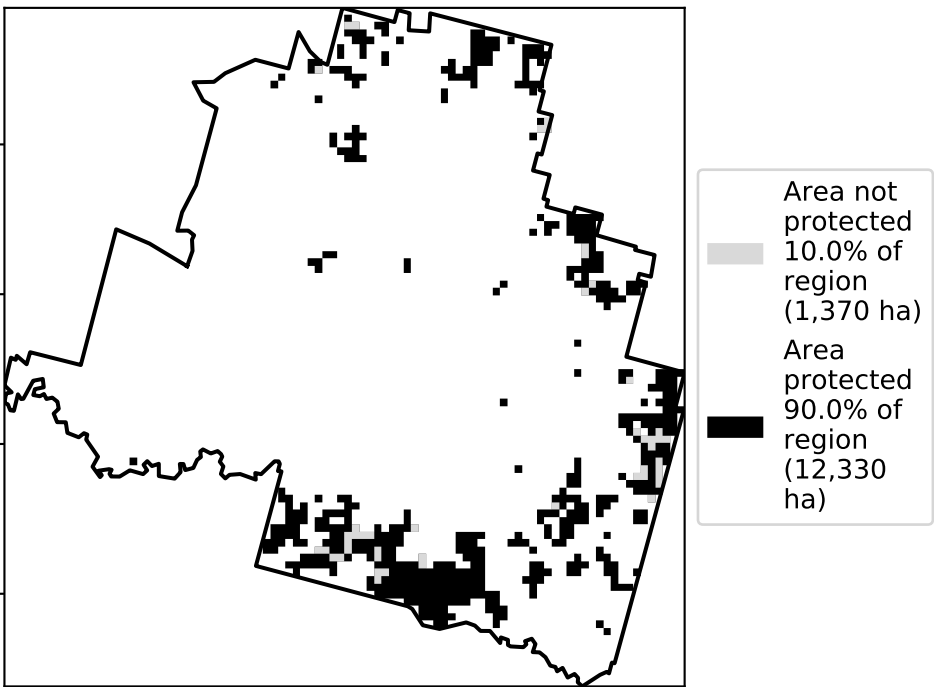 Area not
protected
10.0% of
region
(1,370 ha)
Area
protected
90.0% of
region
(12,330
ha)